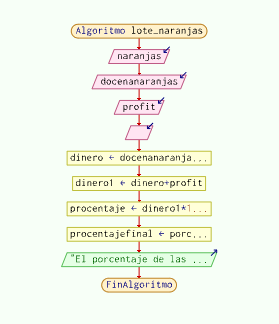 Algoritmo lote_naranjas
naranjas
docenanaranjas
profit
dinero ← docenanaranja...
dinero1 ← dinero+profit
procentaje ← dinero1*1...
procentajefinal ← porc...
"El porcentaje de las ...
FinAlgoritmo